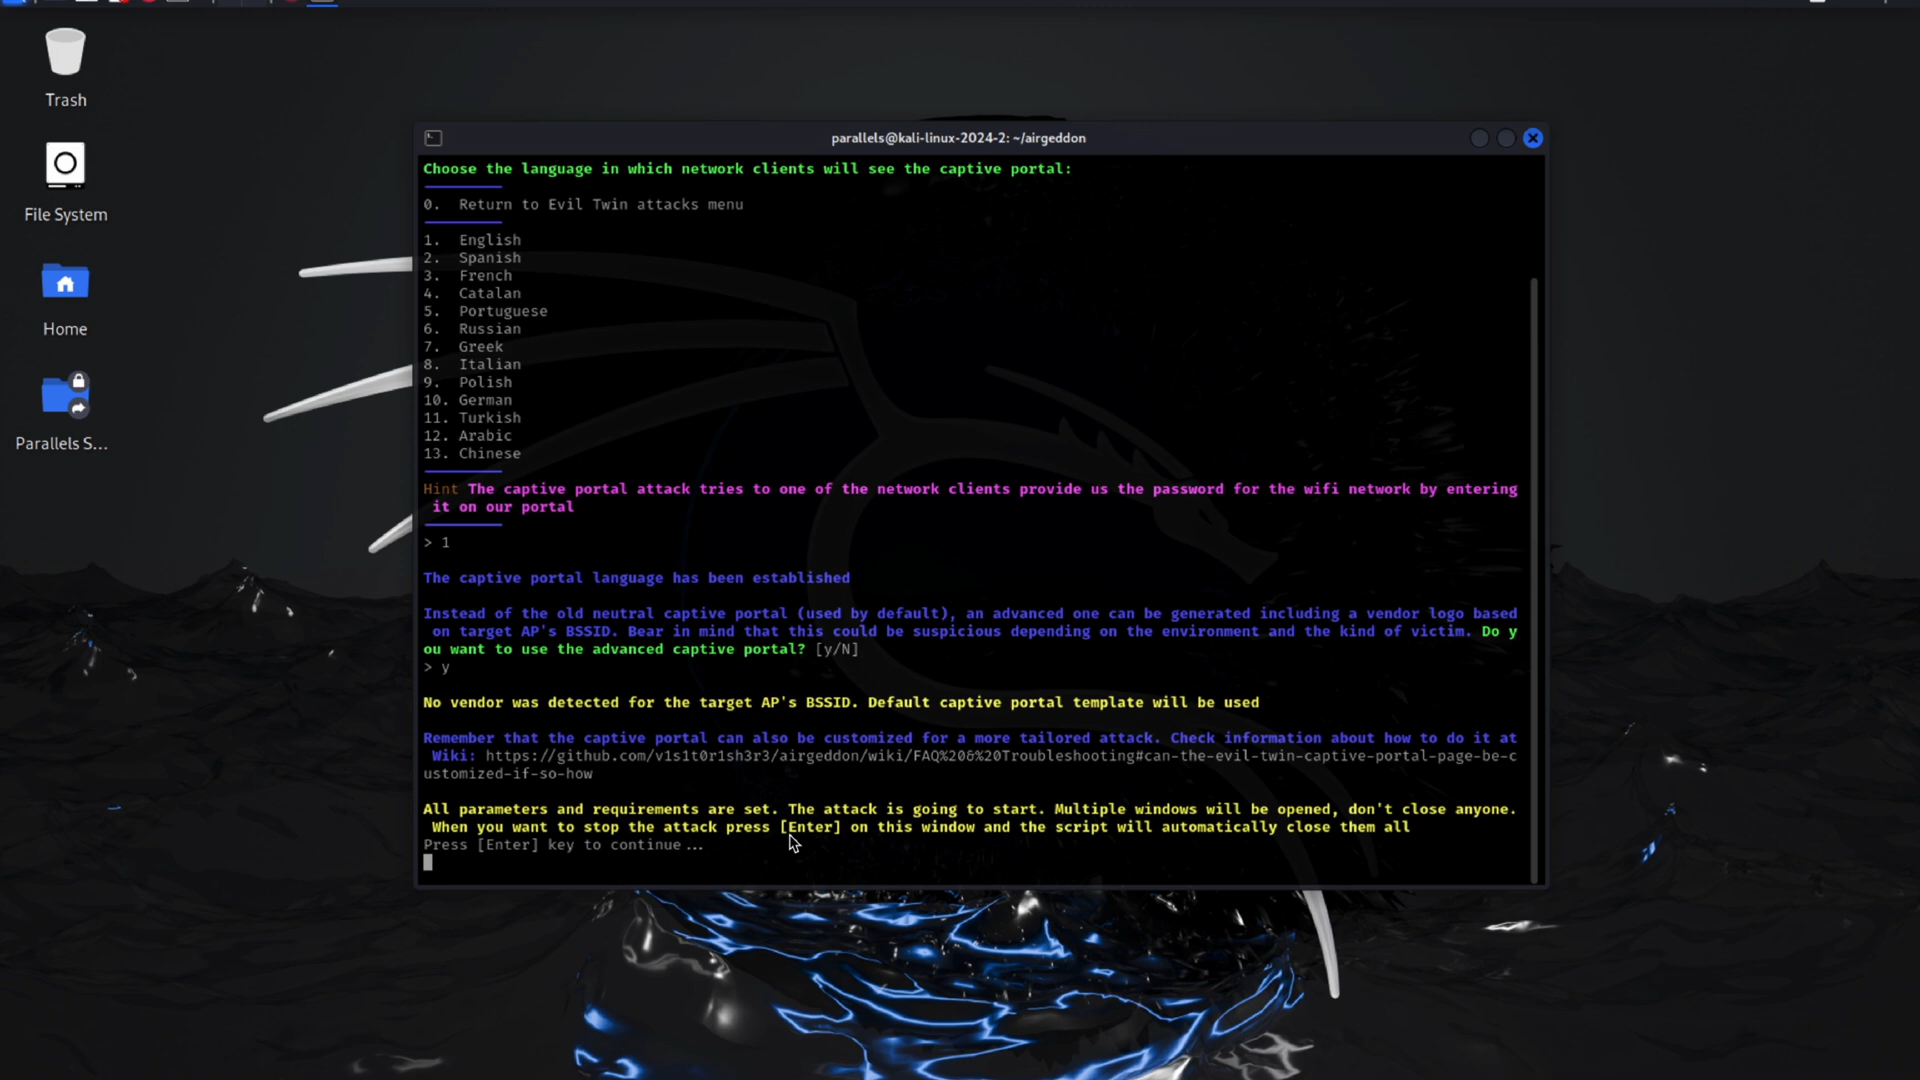 Trash
File System
Home
Parallels S...
parallels@kali-linux-2024-2: ~/airgeddon
Choose the language in which network clients will see the captive portal:
0. Return to Evil Twin attacks menu
1. English
2. Spanish
3. French
4. Catalan
5. Portuguese
6. Russian
7. Greek
8. Italian
9. Polish
10. German
11. Turkish
12. Arabic
13. Chinese
Hint The captive portal attack tries to one of the network clients provide us the password for the wifi network by entering
it on our portal
> 1
The captive portal language has been established
Instead of the old neutral captive portal (used by default), an advanced one can be generated including a vendor logo based
on target AP's BSSID. Bear in mind that this could be suspicious depending on the environment and the kind of victim. Do y
ou want to use the advanced captive portal? [y/N]
> y
No vendor was detected for the target AP's BSSID. Default captive portal template will be used
Remember that the captive portal can also be customized for a more tailored attack. Check information about how to do it at
Wiki: https://github.com/v1s1t0r1sh3r3/airgeddon/wiki/FAQ%206%20Troubleshooting#can-the-evil-twin-captive-portal-page-be-c
ustomized-if-so-how
All parameters and requirements are set. The attack is going to start. Multiple windows will be opened, don't close anyone.
When you want to stop the attack press [Enter] on this window and the script will automatically close them all
Press [Enter] key to continue...